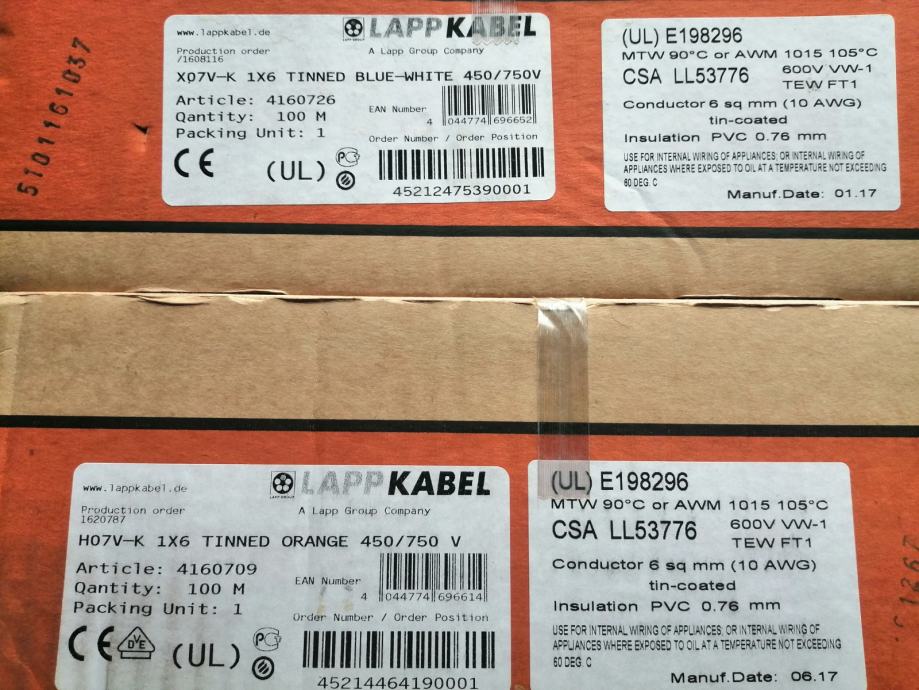 5101161037
www.lappkabel.de
LAPP GROUP
LAPP KABEL
Production order
/1608116
A Lapp Group Company
X07V-K 1X6 TINNED BLUE-WHITE 450/750V
Article: 4160726
Qantity: 100 M
Packing Unit: 1
EAN Number
4 044774 696652
Order Number / Order Position
CE (UL)
45212475390001
(UL) E198296
MTW 90°C or AWM 1015 105°C
CSA LL53776 600V VW-1
TEW FT1
Conductor 6 sq mm (10 AWG)
tin-coated
Insulation PVC 0.76 mm
USE FOR INTERNAL WIRING OF APPLIANCES; OR INTERNAL WIRING OF
APPLIANCES WHERE EXPOSED TO OIL AT A TEMPERATURE NOT EXCEEDING
60 DEG. C
Manuf.Date: 01.17
www.lappkabel.de
LAPP GROUP
LAPP KABEL
Production order
1620787
A Lapp Group Company
H07V-K 1X6 TINNED ORANGE 450/750 V
Article: 4160709
Qantity: 100 M
Packing Unit: 1
EAN Number
4 044774 696614
Order Number / Order Position
CE VDE (UL)
45214464190001
(UL) E198296
MTW 90°C or AWM 1015 105°C
CSA LL53776 600V VW-1
TEW FT1
Conductor 6 sq mm (10 AWG)
tin-coated
Insulation PVC 0.76 mm
USE FOR INTERNAL WIRING OF APPLIANCES; OR INTERNAL WIRING OF
APPLIANCES WHERE EXPOSED TO OIL AT A TEMPERATURE NOT EXCEEDING
60 DEG. C
Manuf.Date: 06.17